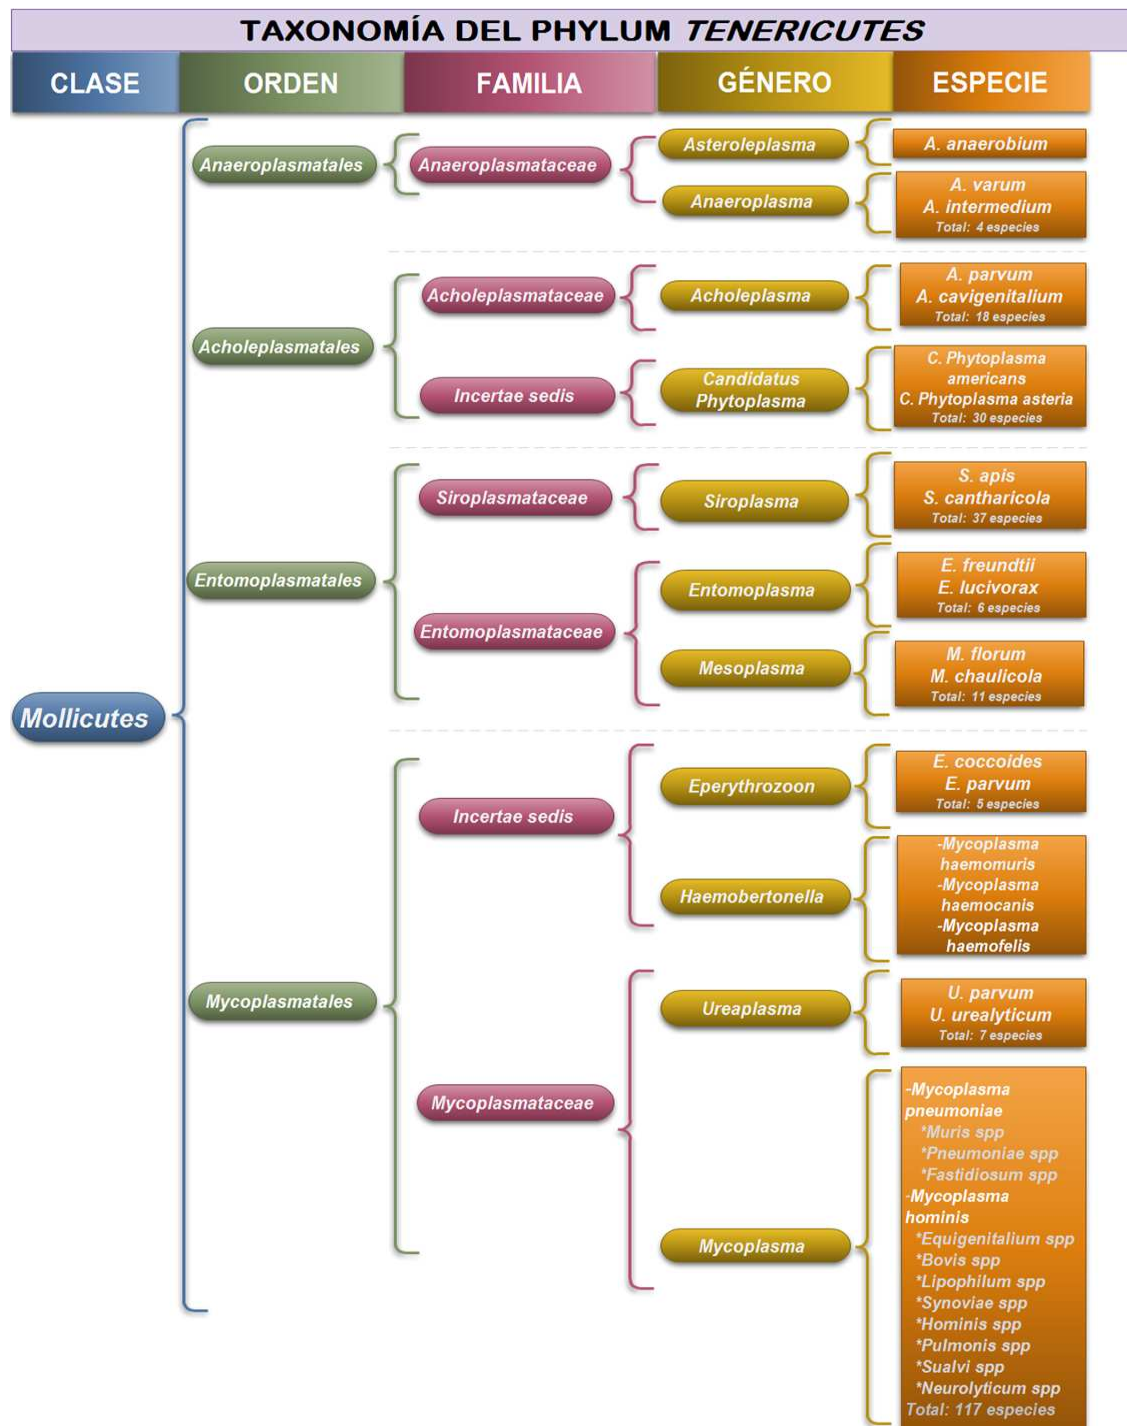 TAXONOMÍA DEL PHYLUM TENERICUTES
CLASE
ORDEN
FAMILIA
GÉNERO
ESPECIE
Mollicutes
Anaeroplasmatales
Anaeroplasmataceae
Asteroleplasma
A. anaerobium
Anaeroplasma
A. varum
A. intermedium
Total: 4 especies
Acholeplasmatales
Acholeplasmataceae
Acholeplasma
A. parvum
A. cavigenitalium
Total: 18 especies
Incertae sedis
Candidatus
Phytoplasma
C. Phytoplasma
americans
C. Phytoplasma asteria
Total: 30 especies
Entomoplasmatales
Siroplasmataceae
Siroplasma
S. apis
S. cantharicola
Total: 37 especies
Entomoplasmataceae
Entomoplasma
E. freundtii
E. lucivorax
Total: 6 especies
Mesoplasma
M. florum
M. chaulicola
Total: 11 especies
Mycoplasmatales
Incertae sedis
Eperythrozoon
E. coccoides
E. parvum
Total: 5 especies
Haemobertonella
-Mycoplasma
haemomuris
-Mycoplasma
haemocanis
-Mycoplasma
haemofelis
Mycoplasmataceae
Ureaplasma
U. parvum
U. urealyticum
Total: 7 especies
Mycoplasma
-Mycoplasma
pneumoniae
*Muris spp
*Pneumoniae spp
*Fastidiosum spp
-Mycoplasma
hominis
*Equigenitalium spp
*Bovis spp
*Lipophilum spp
*Synoviae spp
*Hominis spp
*Pulmonis spp
*Sualvi spp
*Neurolyticum spp
Total: 117 especies